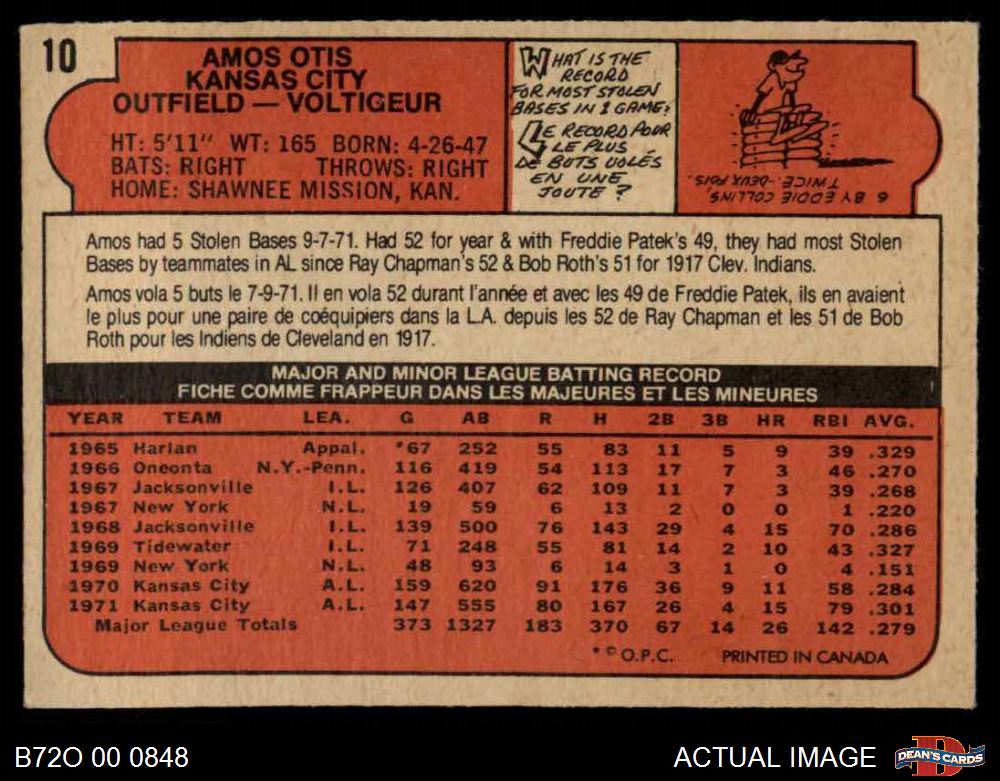 10
AMOS OTIS
KANSAS CITY
OUTFIELD — VOLTIGEUR
HT: 5'11" WT: 165 BORN: 4-26-47
BATS: RIGHT THROWS: RIGHT
HOME: SHAWNEE MISSION, KAN.
WHAT IS THE
RECORD
FOR MOST STOLEN
BASES IN 1 GAME?
LE RECORD POUR
LE PLUS
DE BUTS VOLÉS
EN UNE
JOUTE ?
6 BY EDDIE COLLINS,
TWICE.-DEUX FOIS.
Amos had 5 Stolen Bases 9-7-71. Had 52 for year & with Freddie Patek's 49, they had most Stolen
Bases by teammates in AL since Ray Chapman's 52 & Bob Roth's 51 for 1917 Clev. Indians.
Amos vola 5 buts le 7-9-71. Il en vola 52 durant l'année et avec les 49 de Freddie Patek, ils en avaient
le plus pour une paire de coéquipiers dans la L.A. depuis les 52 de Ray Chapman et les 51 de Bob
Roth pour les Indiens de Cleveland en 1917.
MAJOR AND MINOR LEAGUE BATTING RECORD
FICHE COMME FRAPPEUR DANS LES MAJEURES ET LES MINEURES
YEAR TEAM LEA. G AB R H 2B 3B HR RBI AVG.
1965 Harlan Appal. *67 252 55 83 11 5 9 39 .329
1966 Oneonta N.Y.-Penn. 116 419 54 113 17 7 3 46 .270
1967 Jacksonville I.L. 126 407 62 109 11 7 3 39 .268
1967 New York N.L. 19 59 6 13 2 0 0 1 .220
1968 Jacksonville I.L. 139 500 76 143 29 4 15 70 .286
1969 Tidewater I.L. 71 248 55 81 14 2 10 43 .327
1969 New York N.L. 48 93 6 14 3 1 0 4 .151
1970 Kansas City A.L. 159 620 91 176 36 9 11 58 .284
1971 Kansas City A.L. 147 555 80 167 26 4 15 79 .301
Major League Totals 373 1327 183 370 67 14 26 142 .279
* © O.P.C. PRINTED IN CANADA
B72O 00 0848
ACTUAL IMAGE
DEAN'S CARDS